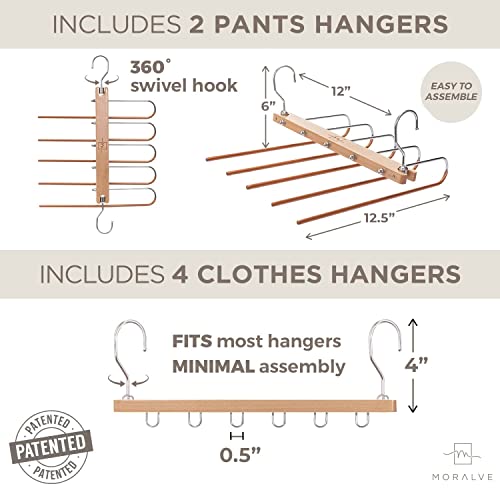 INCLUDES 2 PANTS HANGERS
360°
swivel hook
6"
12"
EASY TO
ASSEMBLE
12.5"
INCLUDES 4 CLOTHES HANGERS
FITS most hangers
MINIMAL assembly
4"
0.5"
PATENTED
PATENTED
PATENTED
MORALVE